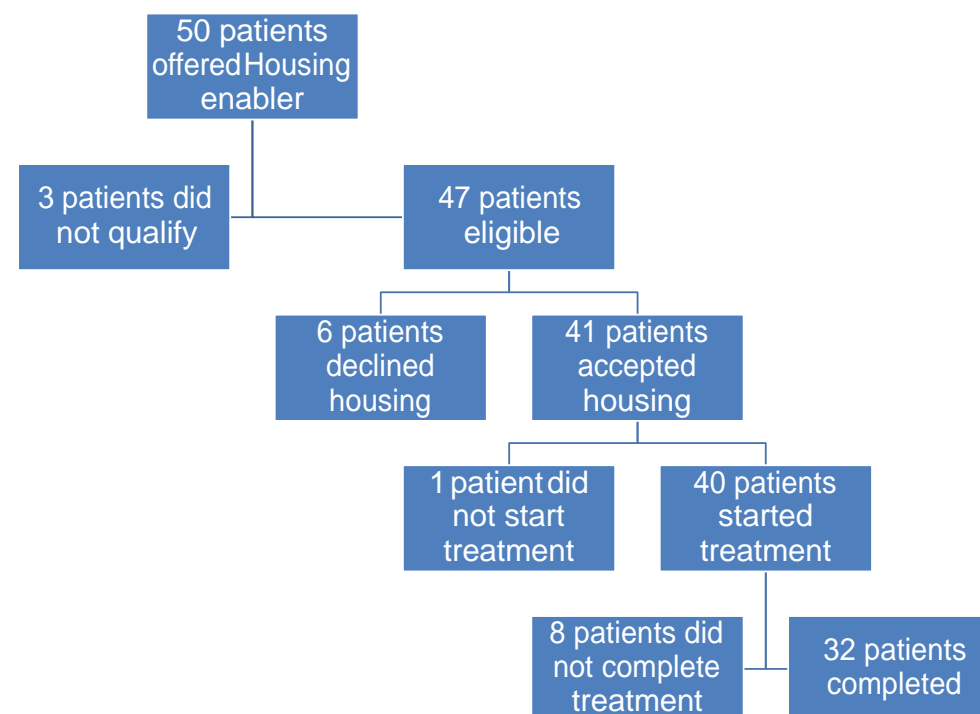 50 patients
offered Housing
enabler
3 patients did
not qualify
47 patients
eligible
6 patients
declined
housing
41 patients
accepted
housing
1 patient did
not start
treatment
40 patients
started
treatment
8 patients did
not complete
treatment
32 patients
completed